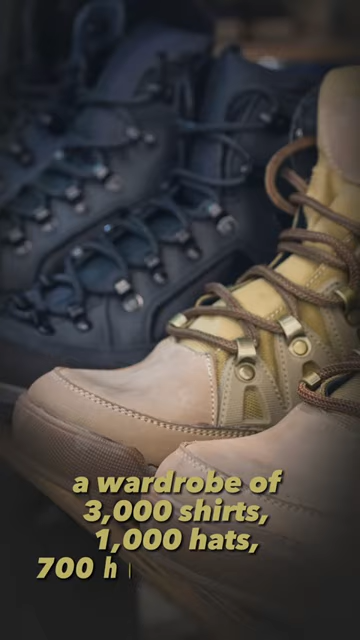 a wardrobe of
3,000 shirts,
1,000 hats,
700 h